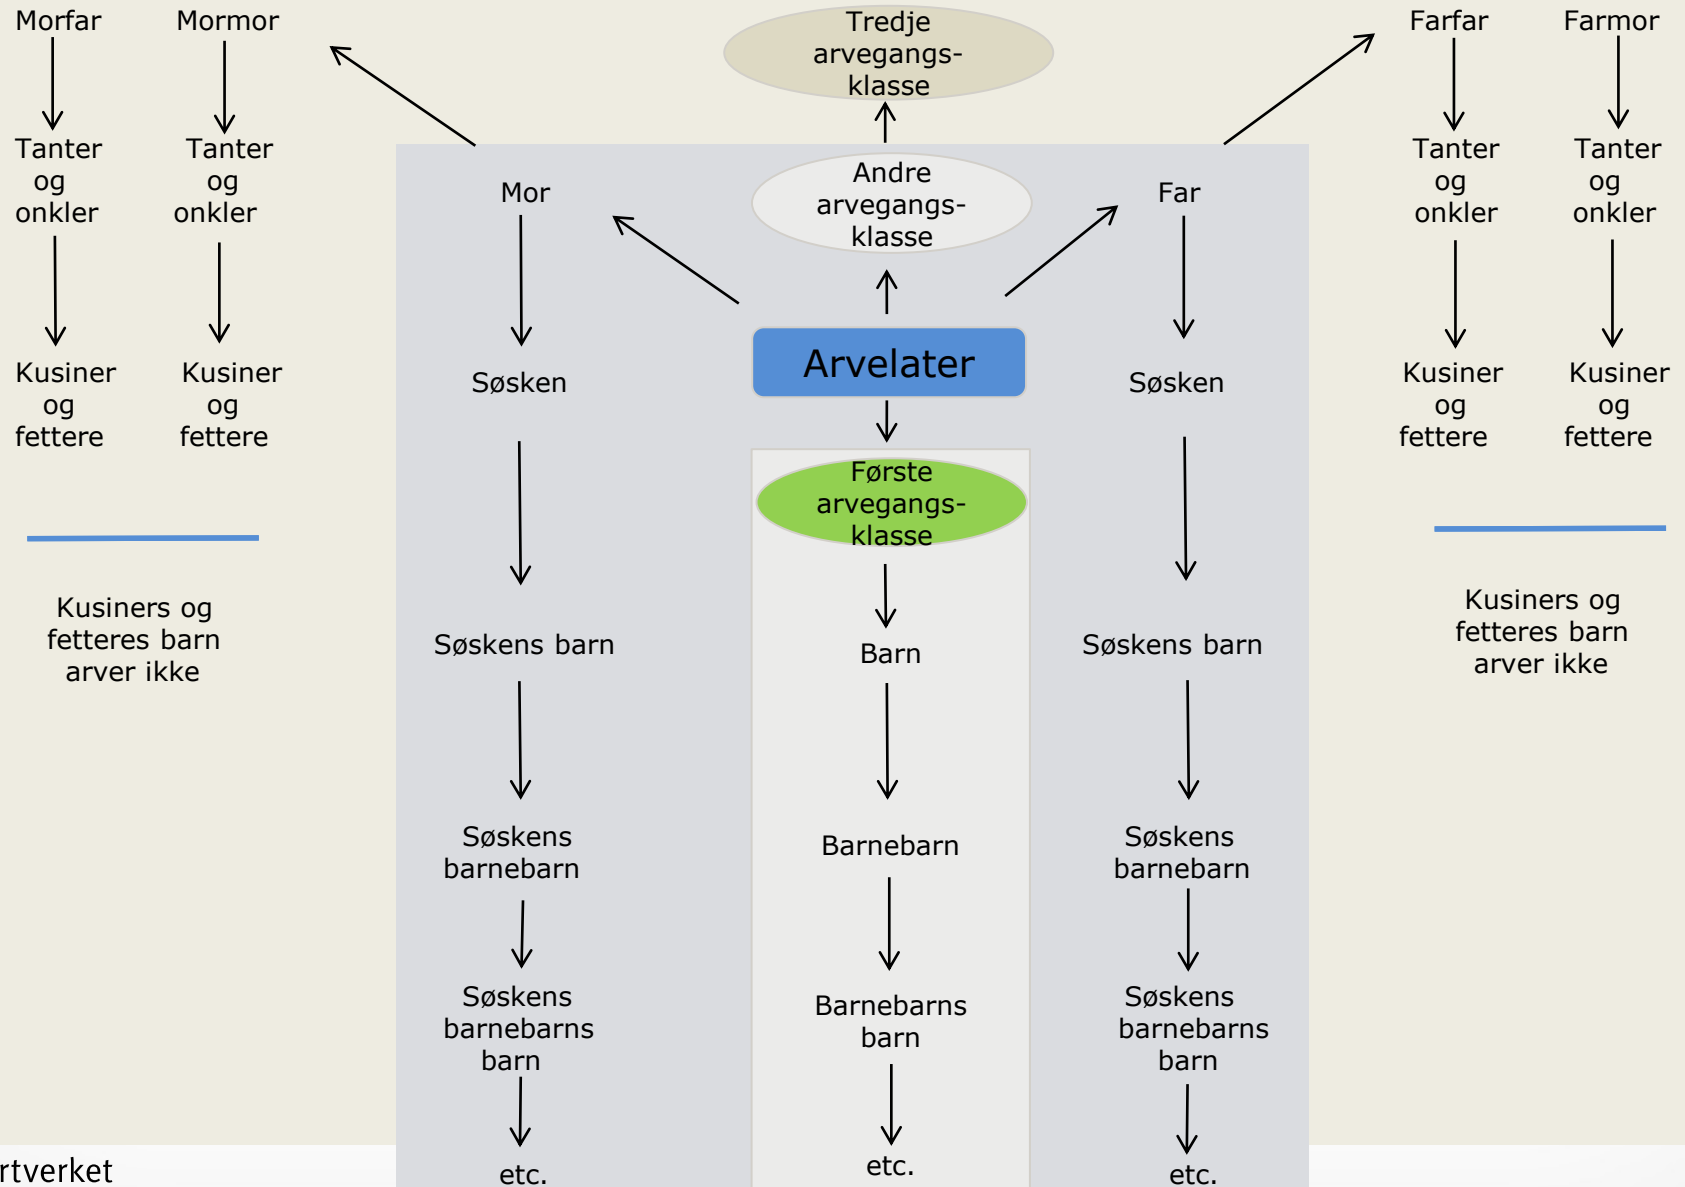 Morfar
Mormor
Tredje
arvegangs-
klasse
Farfar
Farmor
Tanter
og
onkler
Tanter
og
onkler
Tanter
og
onkler
Tanter
og
onkler
Mor
Andre
arvegangs-
klasse
Far
Kusiner
og
fettere
Kusiner
og
fettere
Søsken
Arvelater
Søsken
Kusiner
og
fettere
Kusiner
og
fettere
Første
arvegangs-
klasse
Kusiners og
fetteres barn
arver ikke
Søskens barn
Barn
Søskens barn
Kusiners og
fetteres barn
arver ikke
Søskens
barnebarn
Barnebarn
Søskens
barnebarn
Søskens
barnebarns
barn
Barnebarns
barn
Søskens
barnebarns
barn
etc.
etc.
etc.
rtverket